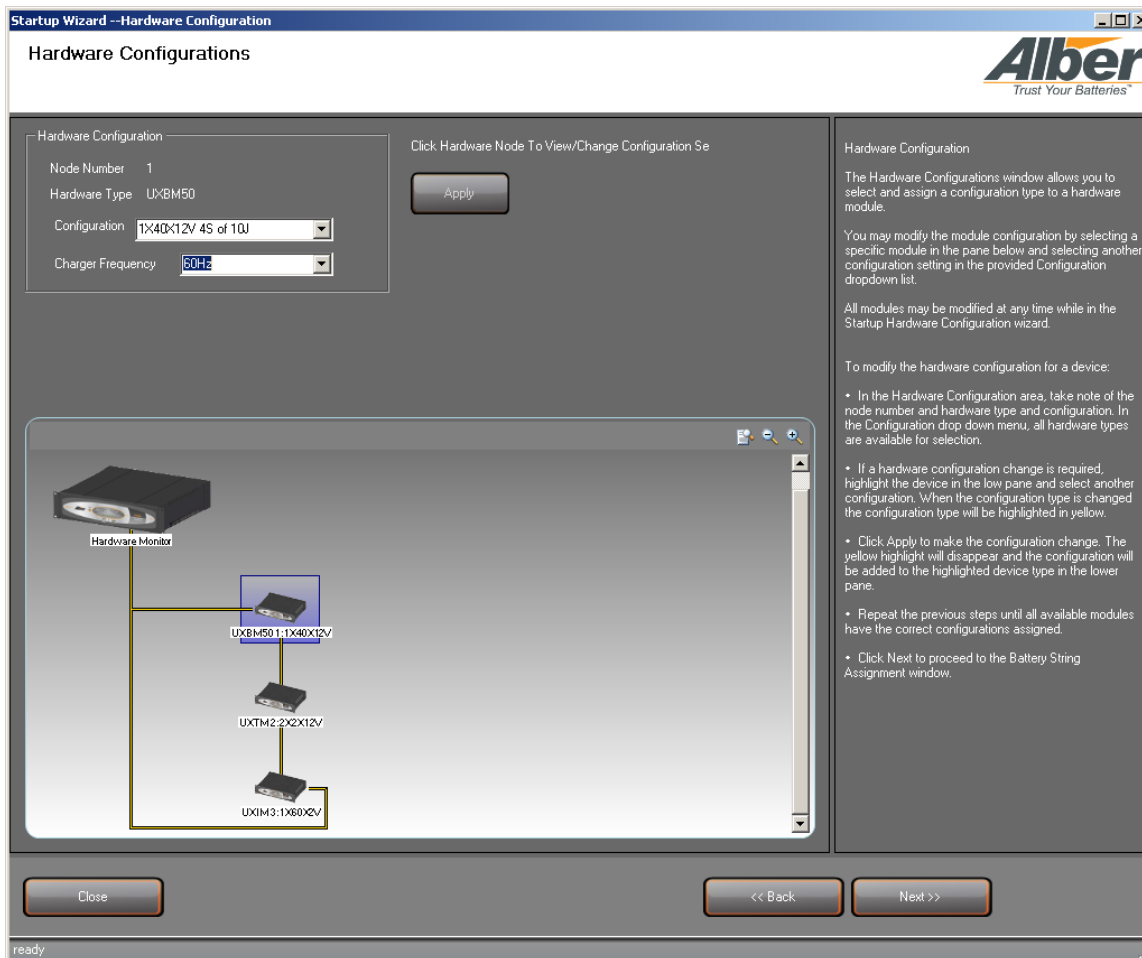 Startup Wizard --Hardware Configuration
Hardware Configurations
Alber
Trust Your Batteries™
Hardware Configuration
Node Number 1
Hardware Type UXBM50
Configuration 1X40X12V 4S of 10J
Charger Frequency 60Hz
Click Hardware Node To View/Change Configuration Se
Apply
Hardware Monitor
UXBM50 1:1X40X12V
UXTM2:2X2X12V
UXIM3:1X60X2V
Hardware Configuration
The Hardware Configurations window allows you to
select and assign a configuration type to a hardware
module.
You may modify the module configuration by selecting a
specific module in the pane below and selecting another
configuration setting in the provided Configuration
dropdown list.
All modules may be modified at any time while in the
Startup Hardware Configuration wizard.
To modify the hardware configuration for a device:
• In the Hardware Configuration area, take note of the
node number and hardware type and configuration. In
the Configuration drop down menu, all hardware types
are available for selection.
• If a hardware configuration change is required,
highlight the device in the low pane and select another
configuration. When the configuration type is changed
the configuration type will be highlighted in yellow.
• Click Apply to make the configuration change. The
yellow highlight will disappear and the configuration will
be added to the highlighted device type in the lower
pane.
• Repeat the previous steps until all available modules
have the correct configurations assigned.
• Click Next to proceed to the Battery String
Assignment window.
Close
<< Back
Next >>
ready